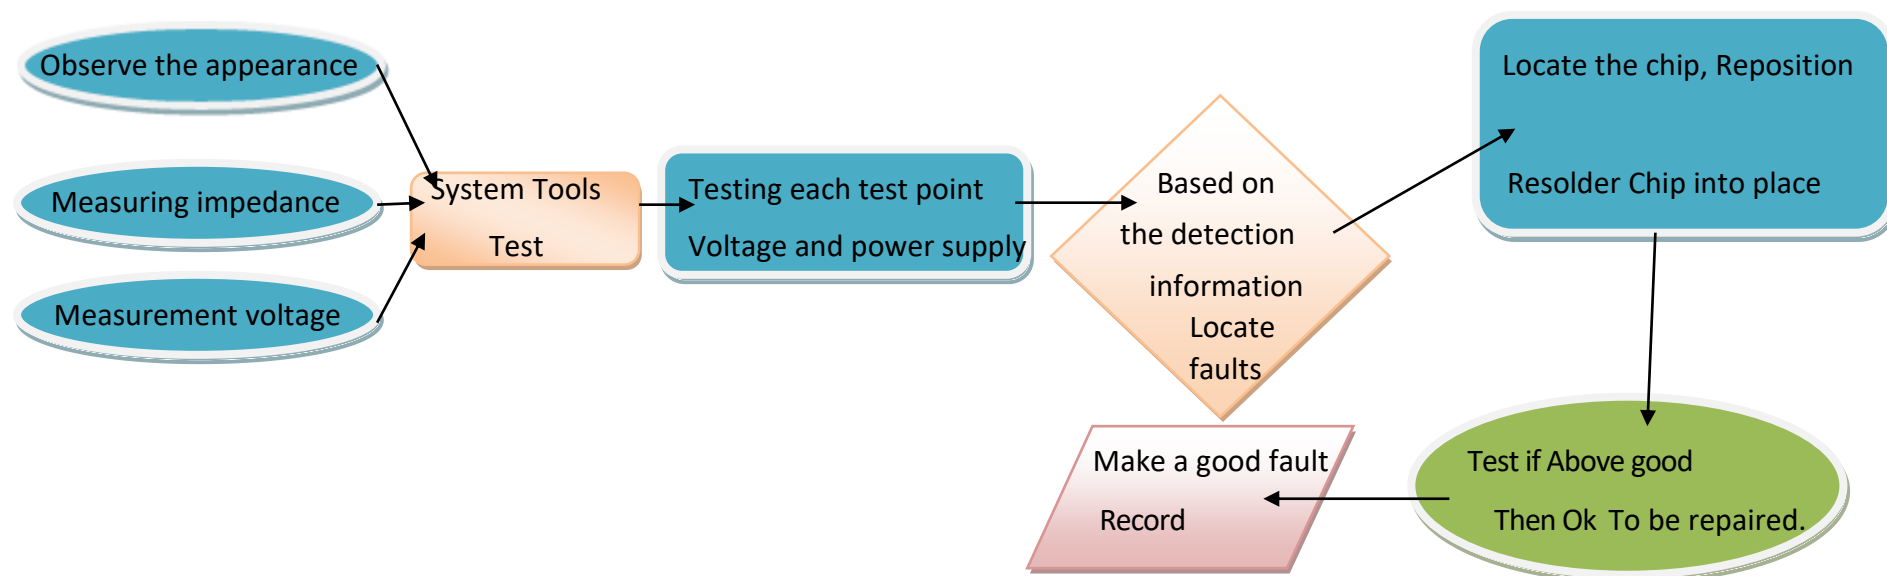 Observe the appearance
Measuring impedance
Measurement voltage
System Tools
Test
Testing each test point
Voltage and power supply
Based on
the detection
information
Locate
faults
Locate the chip, Reposition
Resolder Chip into place
Test if Above good
Then Ok To be repaired.
Make a good fault
Record